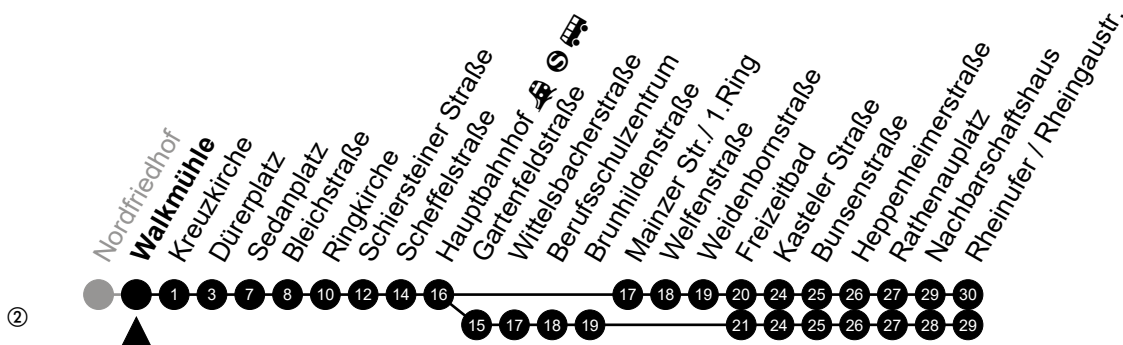 Nordfriedhof
Walkmühle
Kreuzkirche
Dürerplatz
Sedanplatz
Bleichstraße
Ringkirche
Schiersteiner Straße
Scheffelstraße
Hauptbahnhof S
Gartenfeldstraße
Wittelsbacherstraße
Berufsschulzentrum
Brunhildenstraße
Mainzer Str./ 1.Ring
Welfenstraße
Weidenbornstraße
Freizeitbad
Kasteler Straße
Bunsenstraße
Heppenheimerstraße
Rathenauplatz
Nachbarschaftshaus
Rheinufer / Rheingaustr.
1 3 7 8 10 12 14 16 17 18 19 20 24 25 26 27 29 30
② 15 17 18 19 21 24 25 26 27 28 29